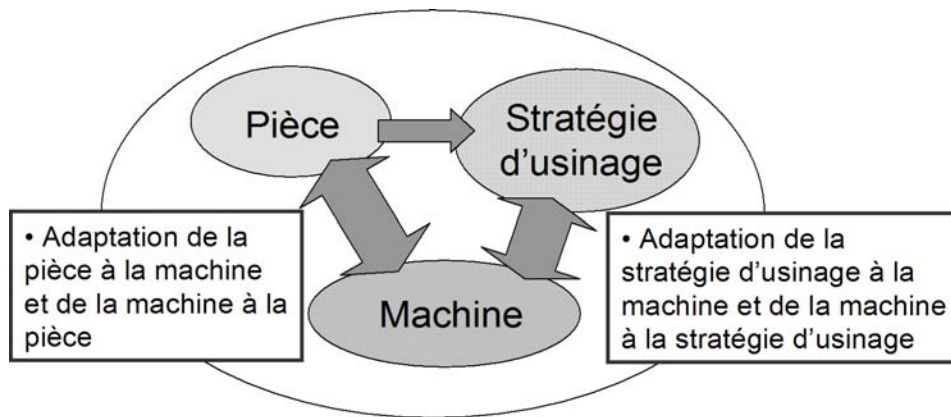 Pièce
Stratégie
d'usinage
• Adaptation de la
pièce à la machine
et de la machine à la
pièce
Machine
• Adaptation de la
stratégie d'usinage à la
machine et de la machine
à la stratégie d'usinage